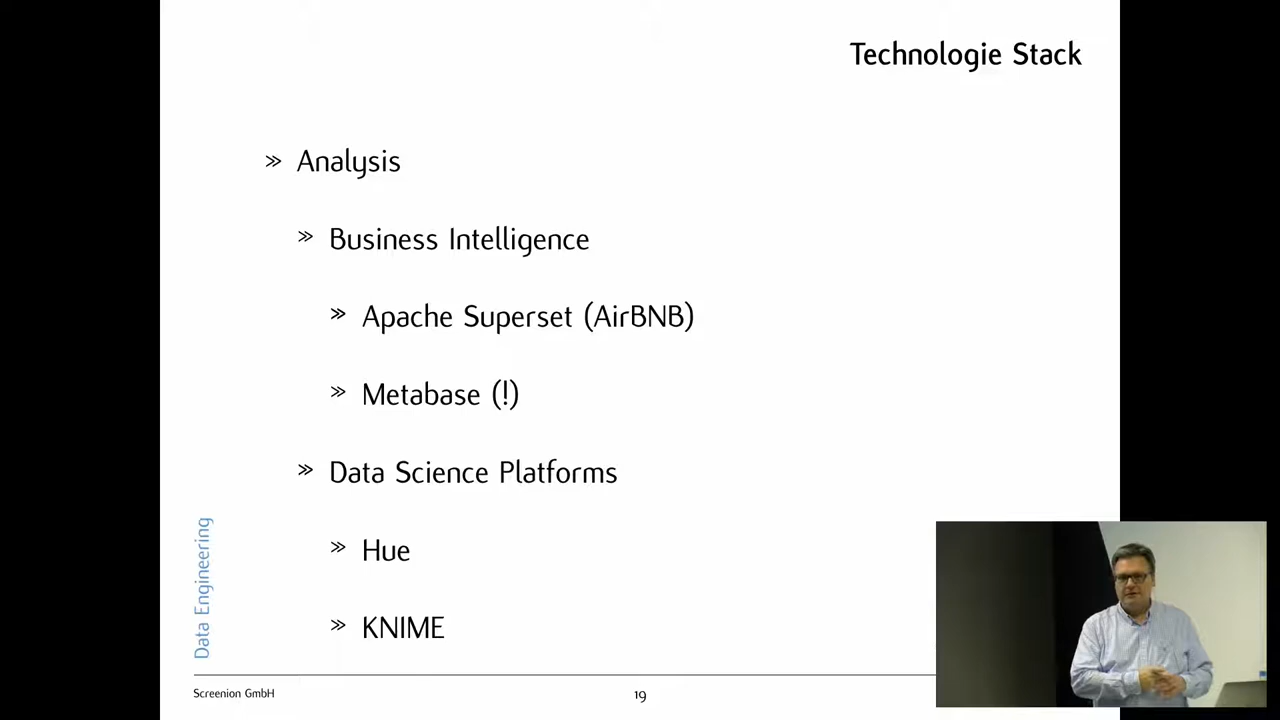 Technologie Stack
» Analysis
» Business Intelligence
» Apache Superset (AirBNB)
» Metabase (!)
» Data Science Platforms
» Hue
» KNIME
Data Engineering
Screenion GmbH
19